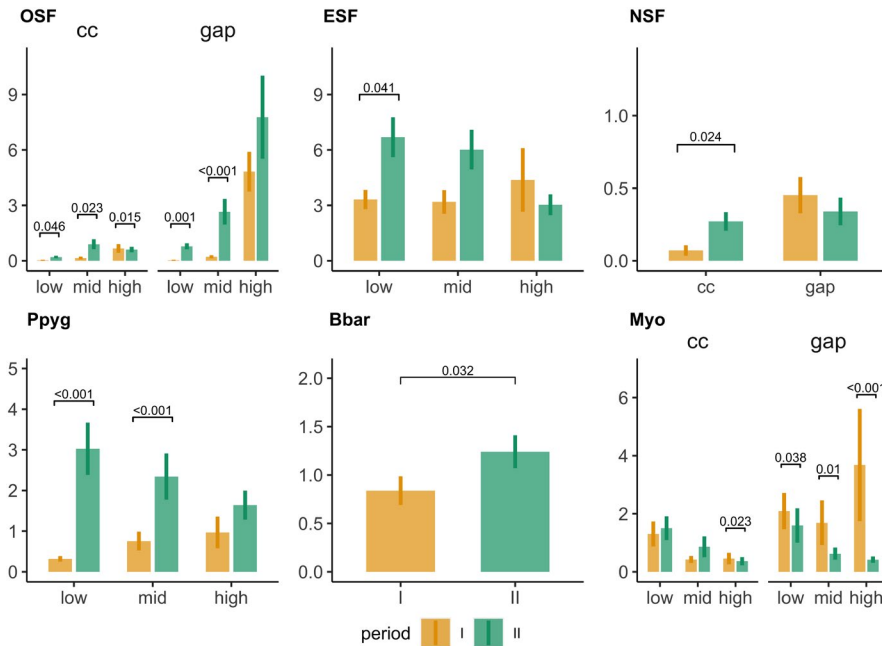 OSF
cc gap
9
6
3
0
0.046
0.023
0.015
0.001
<0.001
low mid high low mid high
ESF
9
6
3
0
0.041
low mid high
NSF
1.0
0.5
0.0
0.024
cc gap
Ppyg
5
4
3
2
1
0
<0.001
<0.001
low mid high
Bbar
2.0
1.5
1.0
0.5
0.0
0.032
I II
Myo
cc gap
6
4
2
0
0.023
0.038
0.01
<0.001
low mid high low mid high
period I II